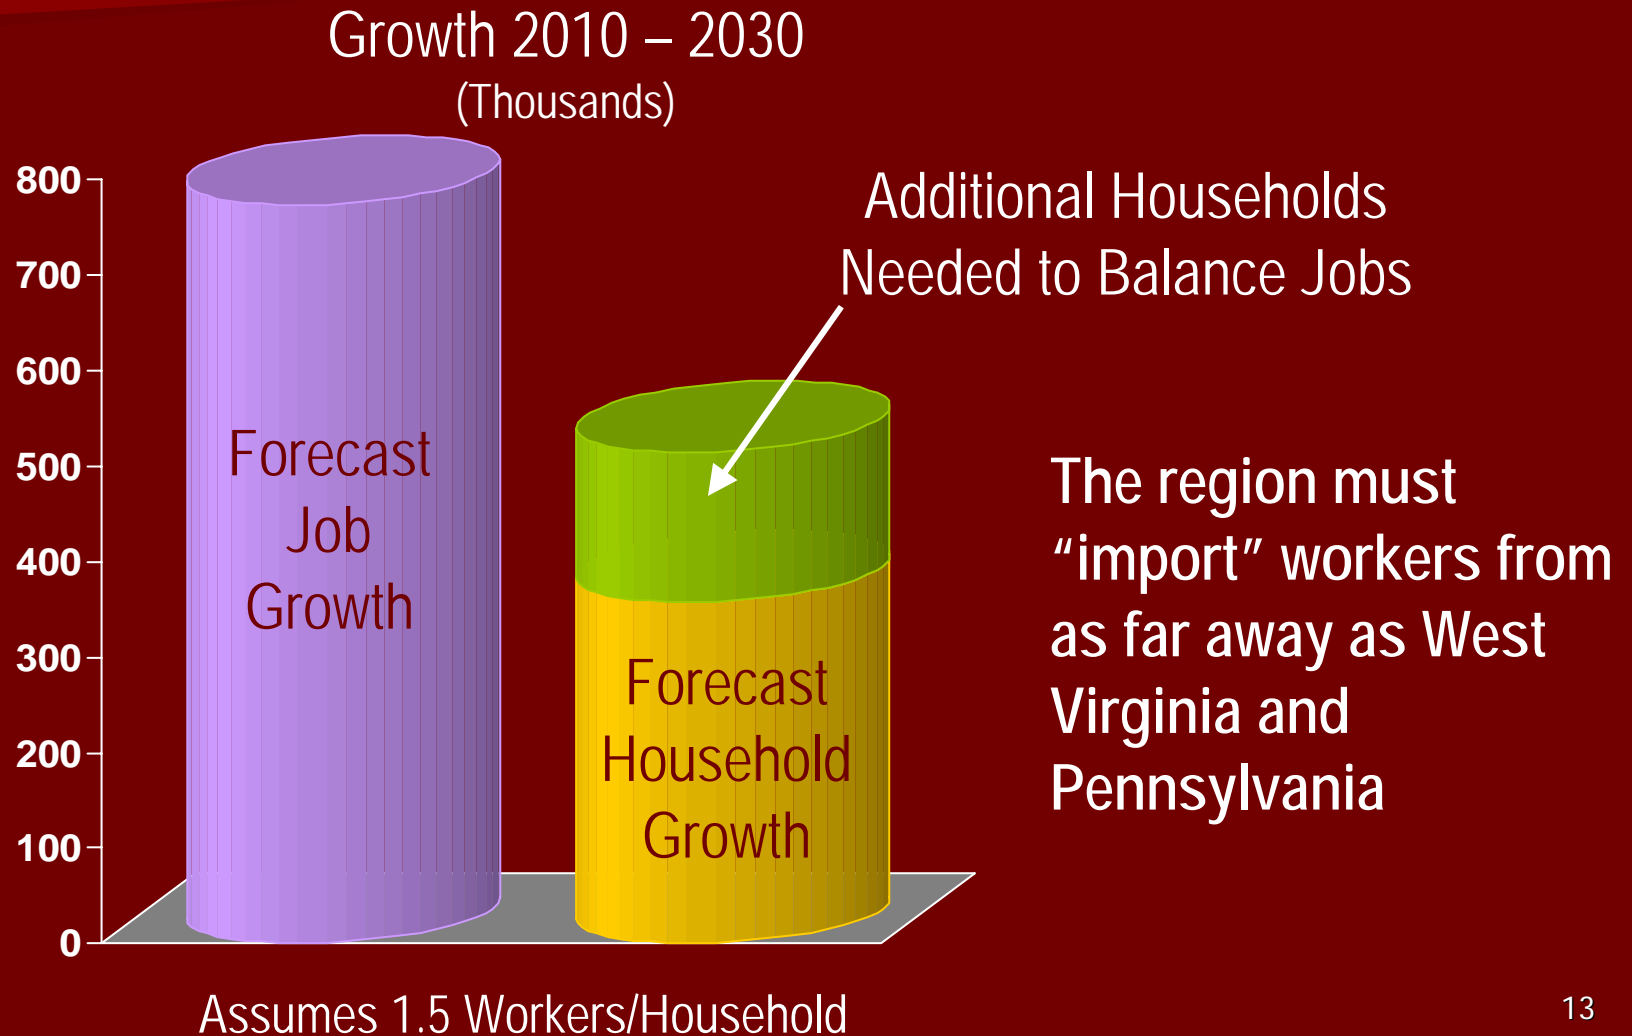 Growth 2010 – 2030
(Thousands)
800
700
600
500
400
300
200
100
0
Forecast
Job
Growth
Forecast
Household
Growth
Additional Households
Needed to Balance Jobs
The region must
“import” workers from
as far away as West
Virginia and
Pennsylvania
Assumes 1.5 Workers/Household
13